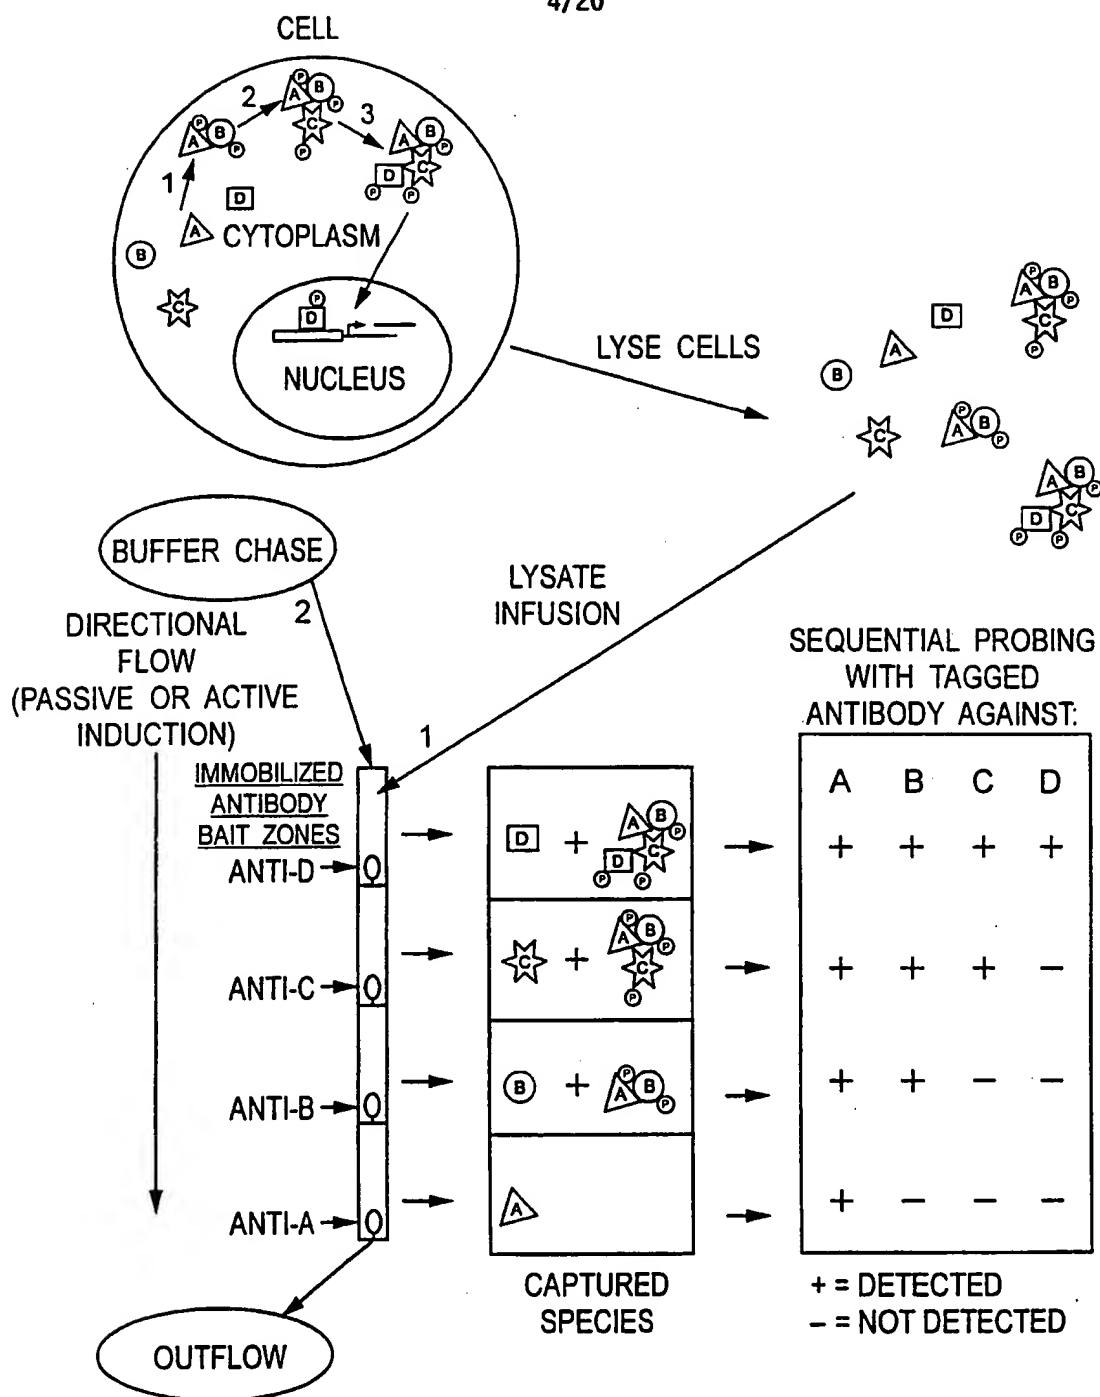 4/20
CELL
P
A B P
2
P
A B P
C
P
3
A B P
D C
P P
1
D
A CYTOPLASM
B
C
P
D
NUCLEUS
LYSE CELLS
P
A B P
C
P
D
A
B
C
P
A B P
A B P
D C
P P
BUFFER CHASE
2
LYSATE
INFUSION
DIRECTIONAL
FLOW
(PASSIVE OR ACTIVE
INDUCTION)
1
SEQUENTIAL PROBING
WITH TAGGED
ANTIBODY AGAINST:
IMMOBILIZED
ANTIBODY
BAIT ZONES
A B C D
ANTI-D
D + A B P
D C
P P
+ + + +
ANTI-C
C + P
A B P
C
P
+ + + −
ANTI-B
B + P
A B P
+ + − −
ANTI-A
A
+ − − −
CAPTURED
SPECIES
+ = DETECTED
− = NOT DETECTED
OUTFLOW